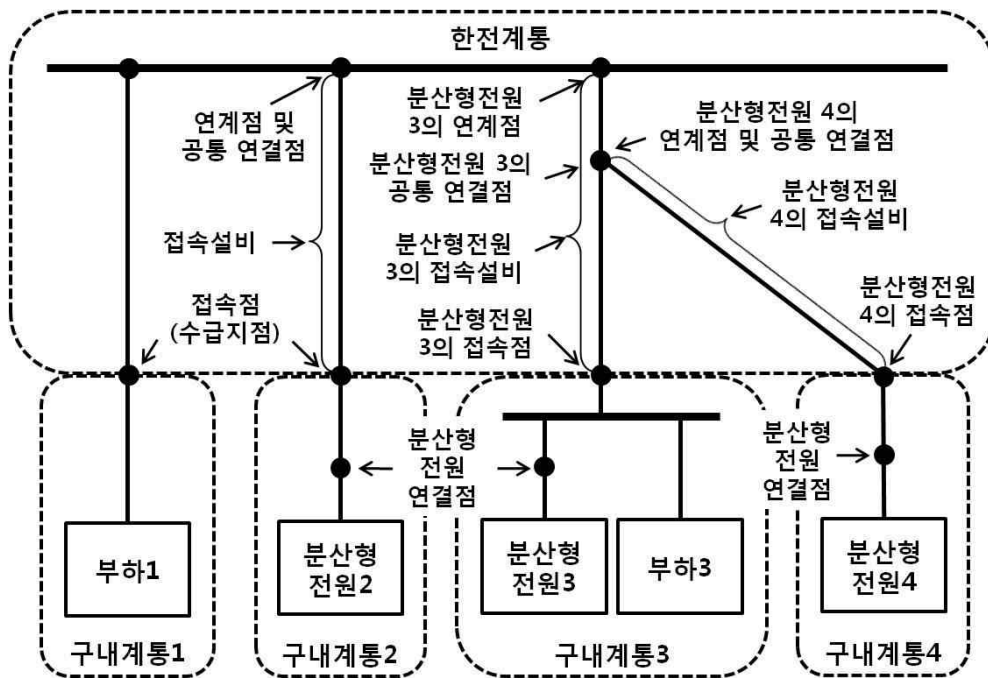 한전계통
연계점 및
공통 연결점
분산형전원
3의 연계점
분산형전원 4의
연계점 및 공통 연결점
분산형전원 3의
공통 연결점
분산형전원
4의 접속설비
접속설비
분산형전원
3의 접속설비
접속점
(수급지점)
분산형전원
3의 접속점
분산형전원
4의 접속점
분산형
전원
연결점
분산형
전원
연결점
부하1
분산형
전원2
분산형
전원3
부하3
분산형
전원4
구내계통1
구내계통2
구내계통3
구내계통4